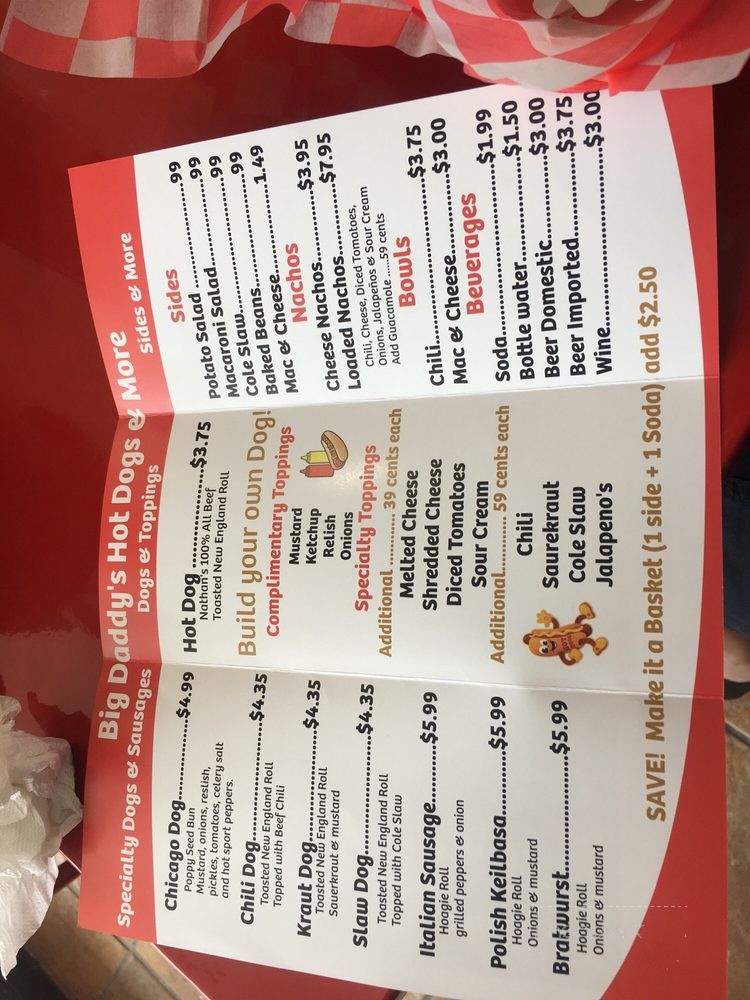 Big Daddy's Hot Dogs & More
Specialty Dogs & Sausages
Chicago Dog................$4.99
Poppy Seed Bun
Mustard, onions, reslish,
pickles, tomatoes, celery salt
and hot sport peppers.
Chili Dog......................$4.35
Toasted New England Roll
Topped with Beef Chili
Kraut Dog....................$4.35
Toasted New England Roll
Sauerkraut & mustard
Slaw Dog......................$4.35
Toasted New England Roll
Topped with Cole Slaw
Italian Sausage..........$5.99
Hoagie Roll
grilled peppers & onion
Polish Keilbasa............$5.99
Hoagie Roll
Onions & mustard
Bratwurst.....................$5.99
Hoagie Roll
Onions & mustard
Dogs & Toppings
Hot Dog ....................$3.75
Nathan's 100% All Beef
Toasted New England Roll
Build your own Dog!
Complimentary Toppings
Mustard
Ketchup
Relish
Onions
Specialty Toppings
Additional ............. 39 cents each
Melted Cheese
Shredded Cheese
Diced Tomatoes
Sour Cream
Additional............. 59 cents each
Chili
Saurekraut
Cole Slaw
Jalapeno's
Sides & More
Sides
Potato Salad ....................99
Macaroni Salad.................99
Cole Slaw..........................99
Baked Beans......................99
Mac & Cheese....................1.49
Nachos
Cheese Nachos..............$3.95
Loaded Nachos..............$7.95
Chili, Cheese, Diced Tomatoes,
Onions, Jalapeños & Sour Cream
Add Guacamole ......59 cents
Bowls
Chili..............................$3.75
Mac & Cheese................$3.00
Beverages
Soda..............................$1.99
Bottle water..................$1.50
Beer Domestic...............$3.00
Beer Imported...............$3.75
Wine..............................$3.00
SAVE! Make it a Basket (1 side + 1 Soda) add $2.50